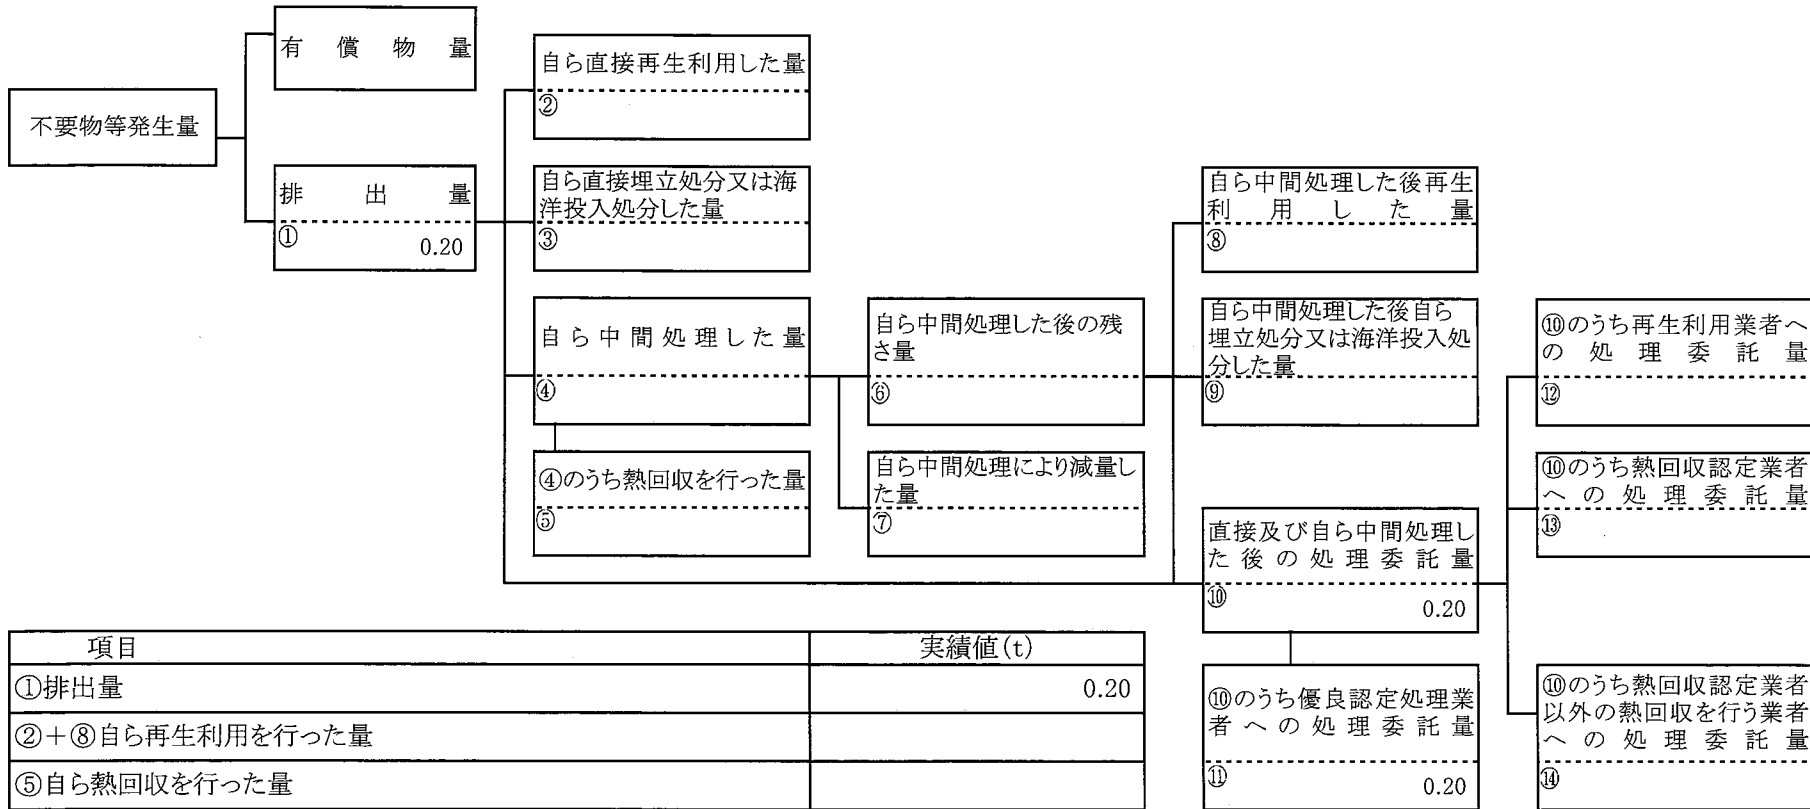 有償物量
不要物等発生量
排出量
① 0.20
自ら直接再生利用した量
②
自ら直接埋立処分又は海
洋投入処分した量
③
自ら中間処理した量
④
④のうち熱回収を行った量
⑤
自ら中間処理した後の残
さ量
⑥
自ら中間処理により減量し
た量
⑦
自ら中間処理した後再生
利用した量
⑧
自ら中間処理した後自ら
埋立処分又は海洋投入処
分した量
⑨
直接及び自ら中間処理し
た後の処理委託量
⑩ 0.20
⑩のうち優良認定処理業
者への処理委託量
⑪ 0.20
⑩のうち再生利用業者へ
の処理委託量
⑫
⑩のうち熱回収認定業者
への処理委託量
⑬
⑩のうち熱回収認定業者
以外の熱回収を行う業者
への処理委託量
⑭
項目 実績値(t)
①排出量 0.20
②+⑧自ら再生利用を行った量
⑤自ら熱回収を行った量